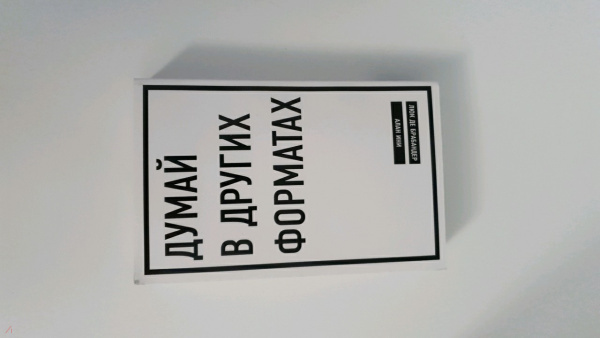 ДУМАЙ
В ДРУГИХ
ФОРМАТАХ
ЛЮК ДЕ БРАБАНДЕР
АЛАН ИНИ